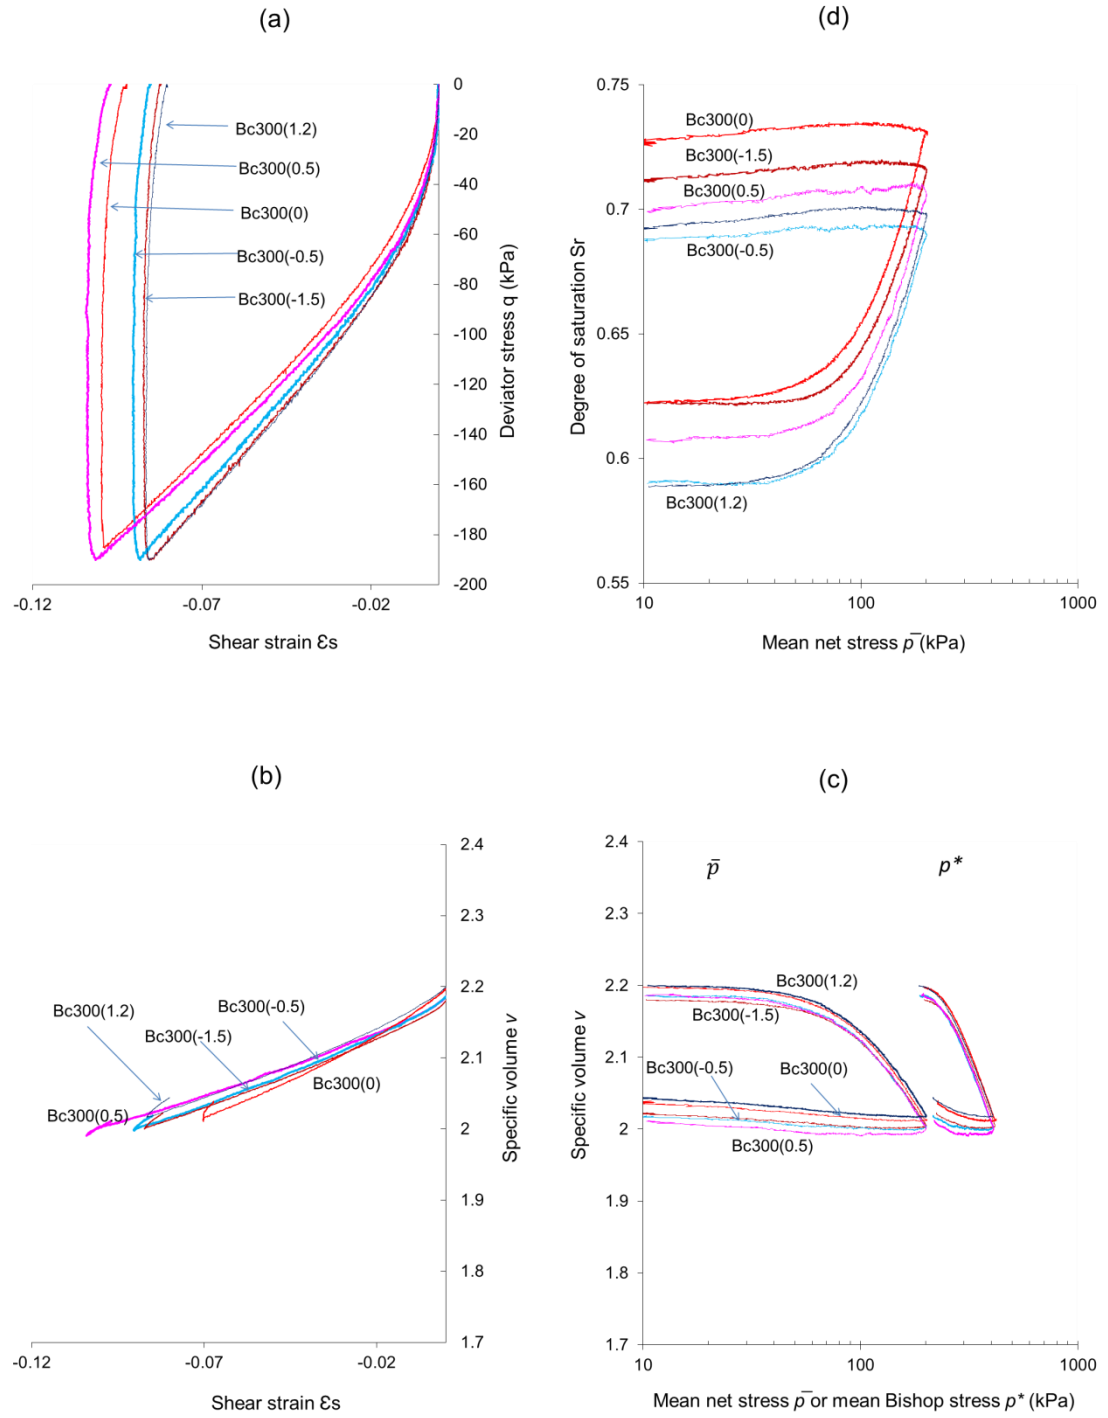 (a)
0
-20
-40
-60
-80
-100
-120
-140
-160
-180
-200
Deviator stress q (kPa)
Bc300(1.2)
Bc300(0.5)
Bc300(0)
Bc300(-0.5)
Bc300(-1.5)
-0.12
-0.07
-0.02
Shear strain Ɛs
(d)
0.75
0.7
0.65
0.6
0.55
Degree of saturation Sr
Bc300(0)
Bc300(-1.5)
Bc300(0.5)
Bc300(-0.5)
Bc300(1.2)
10
100
1000
Mean net stress p̅ (kPa)
(b)
2.4
2.3
2.2
2.1
2
1.9
1.8
1.7
Specific volume v
Bc300(-0.5)
Bc300(1.2)
Bc300(-1.5)
Bc300(0)
Bc300(0.5)
-0.12
-0.07
-0.02
Shear strain Ɛs
(c)
2.4
2.3
2.2
2.1
2
1.9
1.8
1.7
Specific volume v
p̅
p*
Bc300(1.2)
Bc300(-1.5)
Bc300(-0.5)
Bc300(0)
Bc300(0.5)
10
100
1000
Mean net stress p̅ or mean Bishop stress p* (kPa)